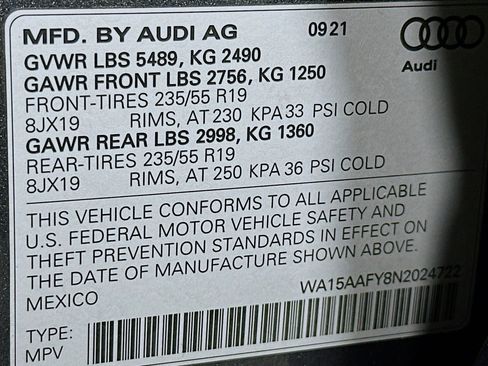 MFD. BY AUDI AG 09 21
GVWR LBS 5489, KG 2490
GAWR FRONT LBS 2756, KG 1250
Audi
FRONT-TIRES 235/55 R19
8JX19 RIMS, AT 230 KPA 33 PSI COLD
GAWR REAR LBS 2998, KG 1360
REAR-TIRES 235/55 R19
8JX19 RIMS, AT 250 KPA 36 PSI COLD
THIS VEHICLE CONFORMS TO ALL APPLICABLE
U.S. FEDERAL MOTOR VEHICLE SAFETY AND
THEFT PREVENTION STANDARDS IN EFFECT ON
THE DATE OF MANUFACTURE SHOWN ABOVE.
MEXICO WA15AAFY8N2024722
TYPE:
MPV